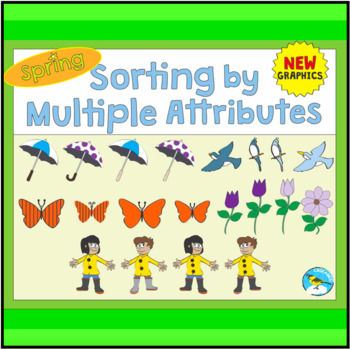 Spring
NEW
GRAPHICS
Sorting by
Multiple Attributes